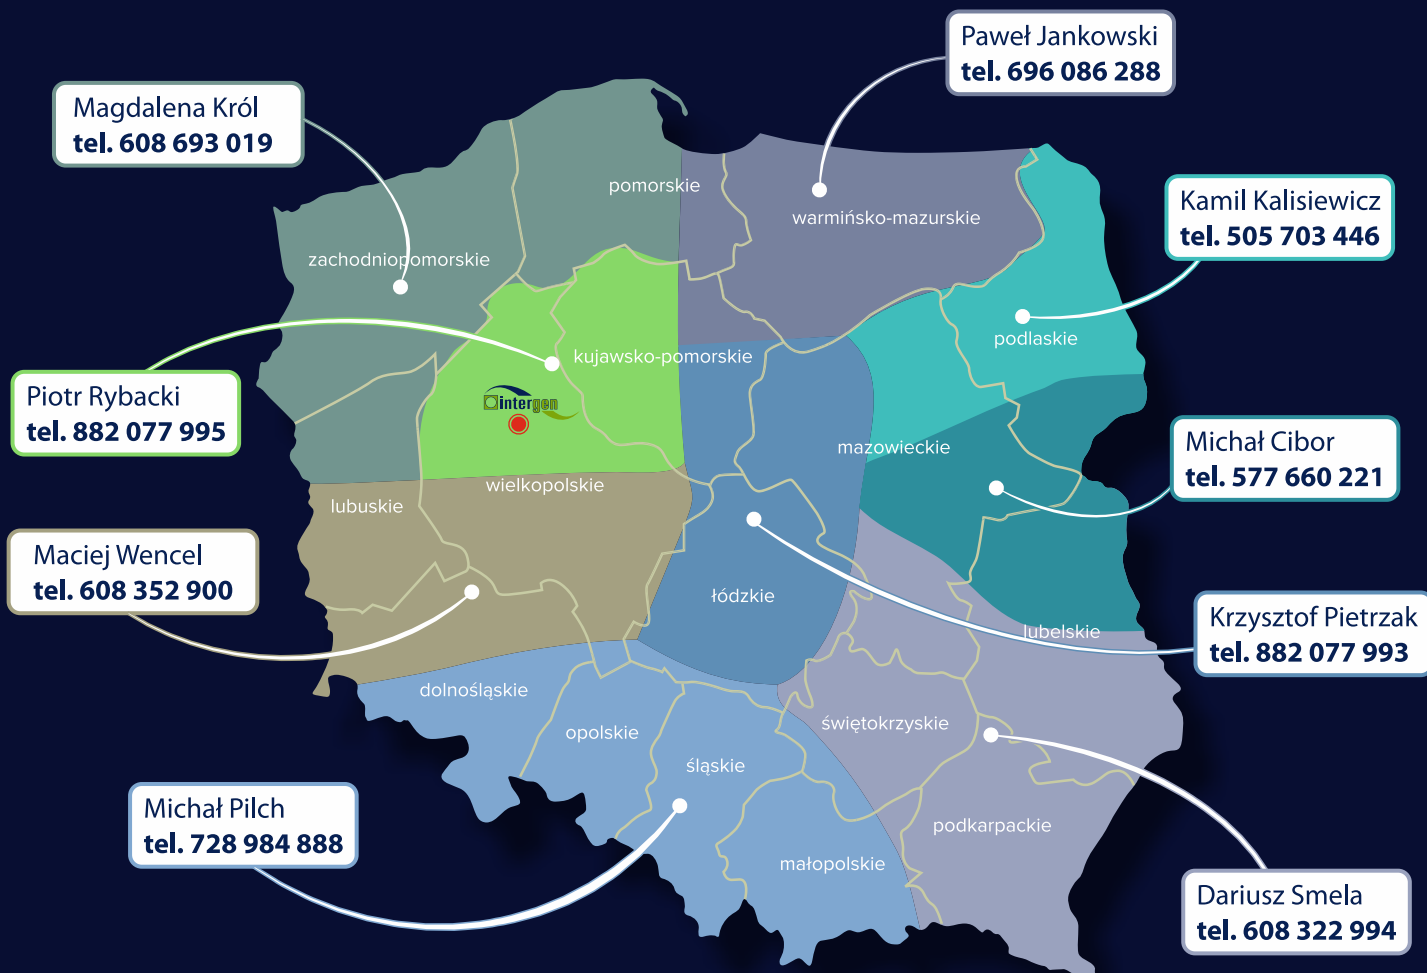 Paweł Jankowski
tel. 696 086 288
Magdalena Król
tel. 608 693 019
pomorskie
warmińsko-mazurskie
Kamil Kalisiewicz
tel. 505 703 446
zachodniopomorskie
podlaskie
kujawsko-pomorskie
Piotr Rybacki
tel. 882 077 995
intergen
mazowieckie
Michał Cibor
tel. 577 660 221
wielkopolskie
lubuskie
Maciej Wencel
tel. 608 352 900
łódzkie
lubelskie
Krzysztof Pietrzak
tel. 882 077 993
dolnośląskie
opolskie
świętokrzyskie
śląskie
Michał Pilch
tel. 728 984 888
podkarpackie
małopolskie
Dariusz Smela
tel. 608 322 994